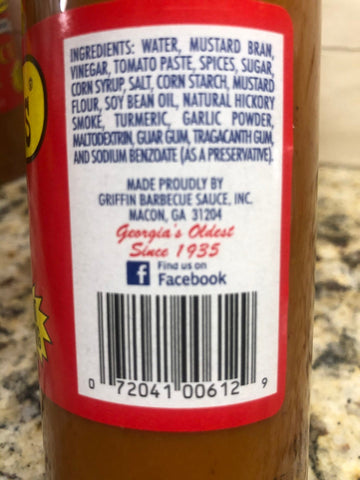 INGREDIENTS: WATER, MUSTARD BRAN,
VINEGAR, TOMATO PASTE, SPICES, SUGAR,
CORN SYRUP, SALT, CORN STARCH, MUSTARD
FLOUR, SOY BEAN OIL, NATURAL HICKORY
SMOKE, TURMERIC, GARLIC POWDER,
MALTODEXTRIN, GUAR GUM, TRAGACANTH GUM,
AND SODIUM BENZOATE (AS A PRESERVATIVE).
MADE PROUDLY BY
GRIFFIN BARBECUE SAUCE, INC.
MACON, GA 31204
Georgia's Oldest
Since 1935
f Find us on
Facebook
0 72041 00612 9